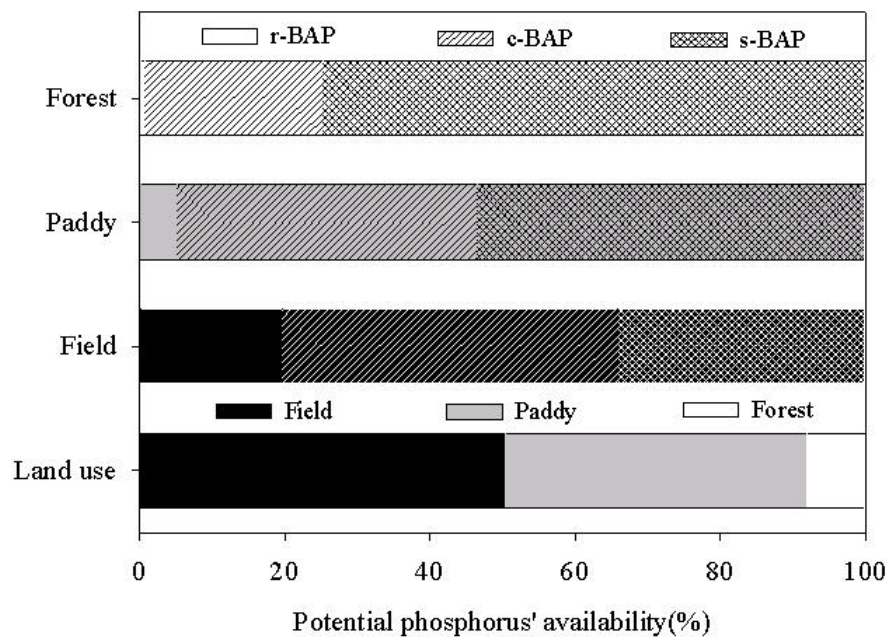 r-BAP c-BAP s-BAP
Forest
Paddy
Field
Field Paddy Forest
Land use
0 20 40 60 80 100
Potential phosphorus' availability(%)